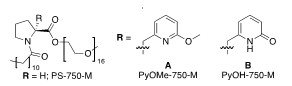 R
O
O
O
16
N
O
10
R = H; PS-750-M
R =
N
O
A
PyOMe-750-M
N
H
O
B
PyOH-750-M